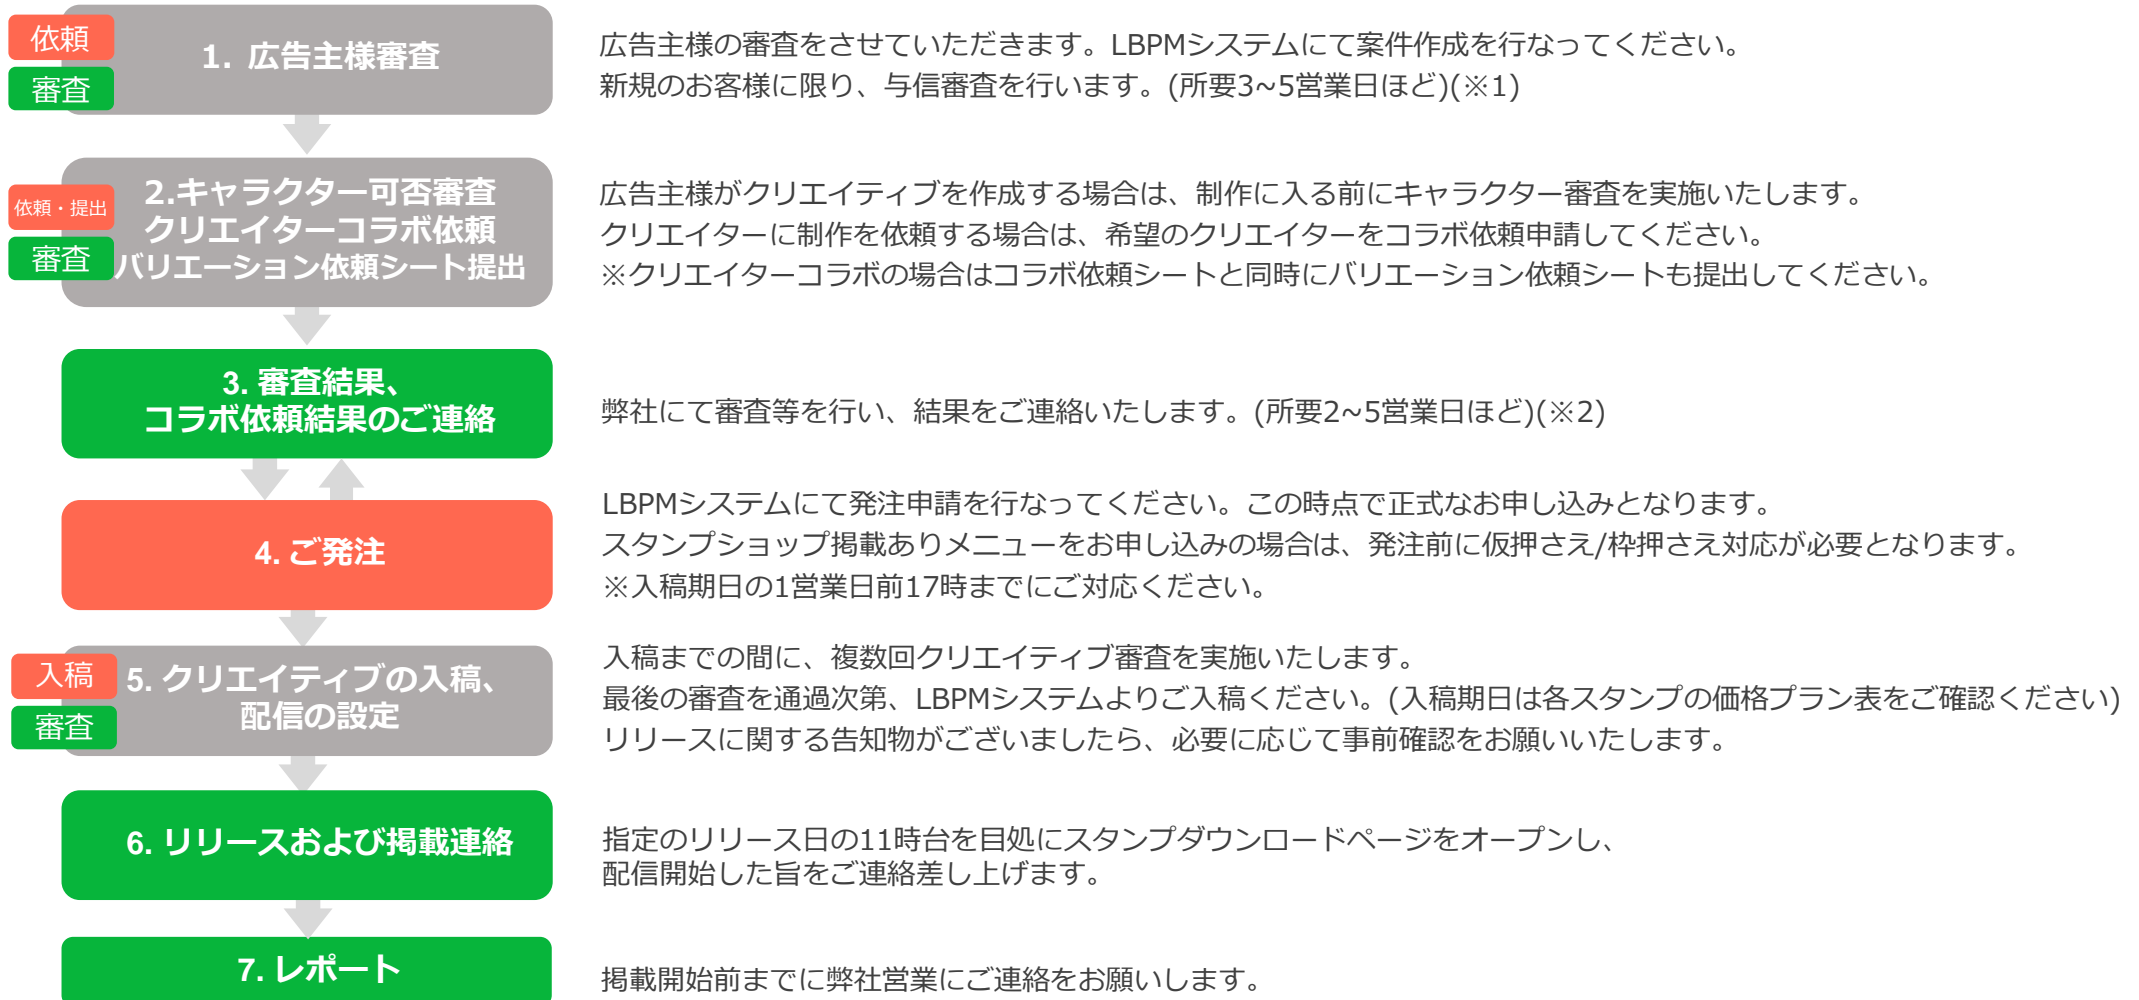 依頼
審査
1. 広告主様審査
広告主様の審査をさせていただきます。LBPMシステムにて案件作成を行なってください。
新規のお客様に限り、与信審査を行います。(所要3~5営業日ほど)(※1)
依頼・提出
審査
2.キャラクター可否審査
クリエイターコラボ依頼
バリエーション依頼シート提出
広告主様がクリエイティブを作成する場合は、制作に入る前にキャラクター審査を実施いたします。
クリエイターに制作を依頼する場合は、希望のクリエイターをコラボ依頼申請してください。
※クリエイターコラボの場合はコラボ依頼シートと同時にバリエーション依頼シートも提出してください。
3. 審査結果、
コラボ依頼結果のご連絡
弊社にて審査等を行い、結果をご連絡いたします。(所要2~5営業日ほど)(※2)
4. ご発注
LBPMシステムにて発注申請を行なってください。この時点で正式なお申し込みとなります。
スタンプショップ掲載ありメニューをお申し込みの場合は、発注前に仮押さえ/枠押さえ対応が必要となります。
※入稿期日の1営業日前17時までにご対応ください。
入稿
審査
5. クリエイティブの入稿、
配信の設定
入稿までの間に、複数回クリエイティブ審査を実施いたします。
最後の審査を通過次第、LBPMシステムよりご入稿ください。(入稿期日は各スタンプの価格プラン表をご確認ください)
リリースに関する告知物がございましたら、必要に応じて事前確認をお願いいたします。
6. リリースおよび掲載連絡
指定のリリース日の11時台を目処にスタンプダウンロードページをオープンし、
配信開始した旨をご連絡差し上げます。
7. レポート
掲載開始前までに弊社営業にご連絡をお願いします。